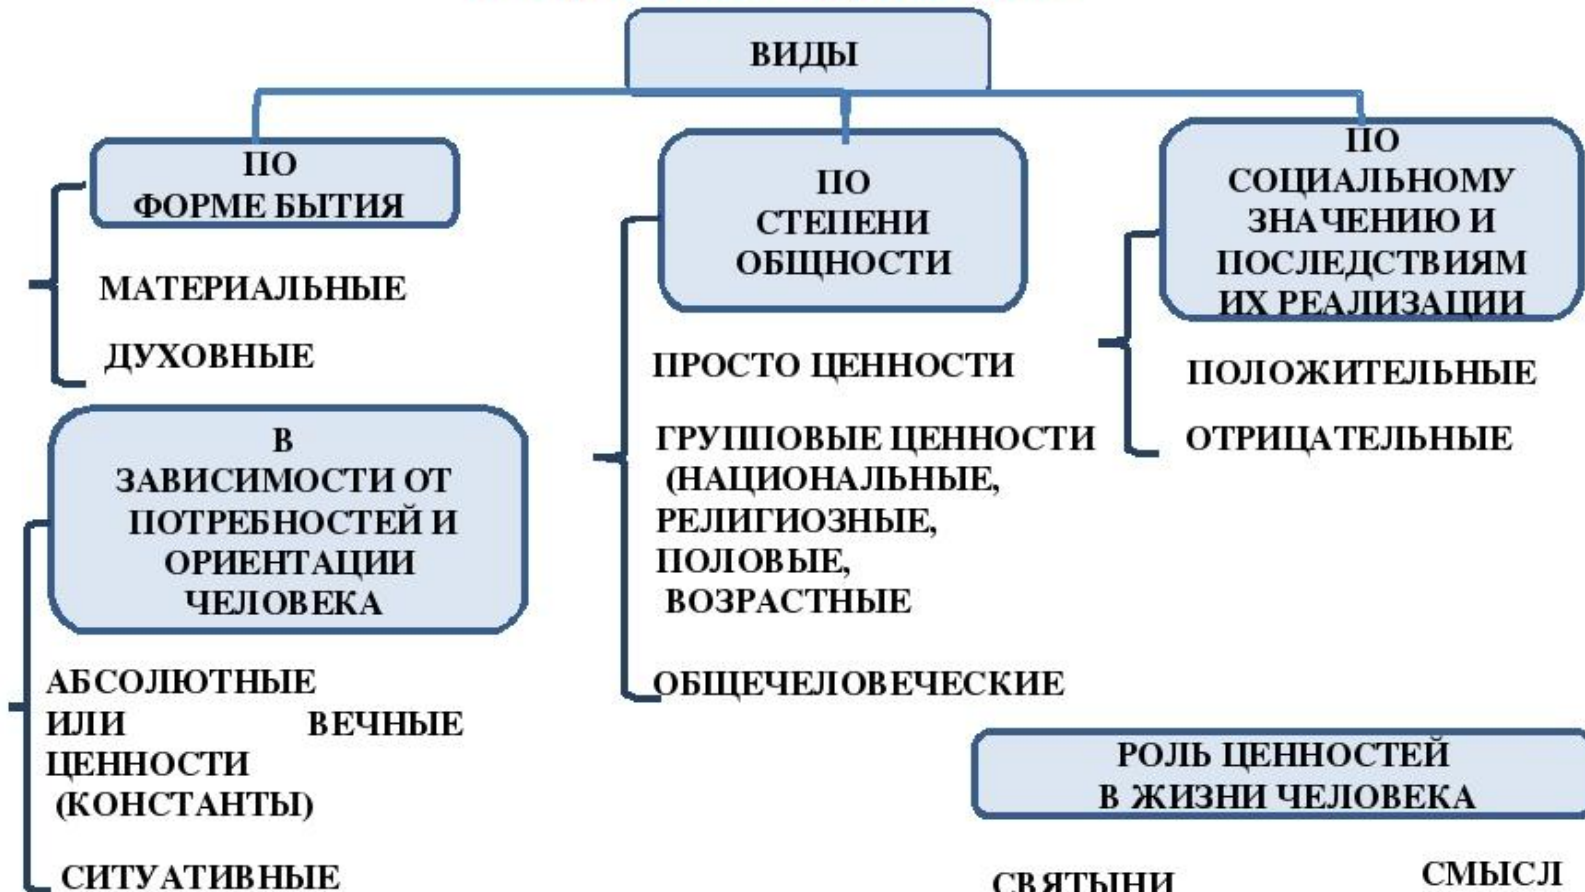 ВИДЫ
ПО
ФОРМЕ БЫТИЯ
МАТЕРИАЛЬНЫЕ
ДУХОВНЫЕ
В
ЗАВИСИМОСТИ ОТ
ПОТРЕБНОСТЕЙ И
ОРИЕНТАЦИИ
ЧЕЛОВЕКА
АБСОЛЮТНЫЕ
ИЛИ ВЕЧНЫЕ
ЦЕННОСТИ
(КОНСТАНТЫ)
СИТУАТИВНЫЕ
ПО
СТЕПЕНИ
ОБЩНОСТИ
ПРОСТО ЦЕННОСТИ
ГРУППОВЫЕ ЦЕННОСТИ
(НАЦИОНАЛЬНЫЕ,
РЕЛИГИОЗНЫЕ,
ПОЛОВЫЕ,
ВОЗРАСТНЫЕ
ОБЩЕЧЕЛОВЕЧЕСКИЕ
ПО
СОЦИАЛЬНОМУ
ЗНАЧЕНИЮ И
ПОСЛЕДСТВИЯМ
ИХ РЕАЛИЗАЦИИ
ПОЛОЖИТЕЛЬНЫЕ
ОТРИЦАТЕЛЬНЫЕ
РОЛЬ ЦЕННОСТЕЙ
В ЖИЗНИ ЧЕЛОВЕКА
СВЯТЫНИ
СМЫСЛ